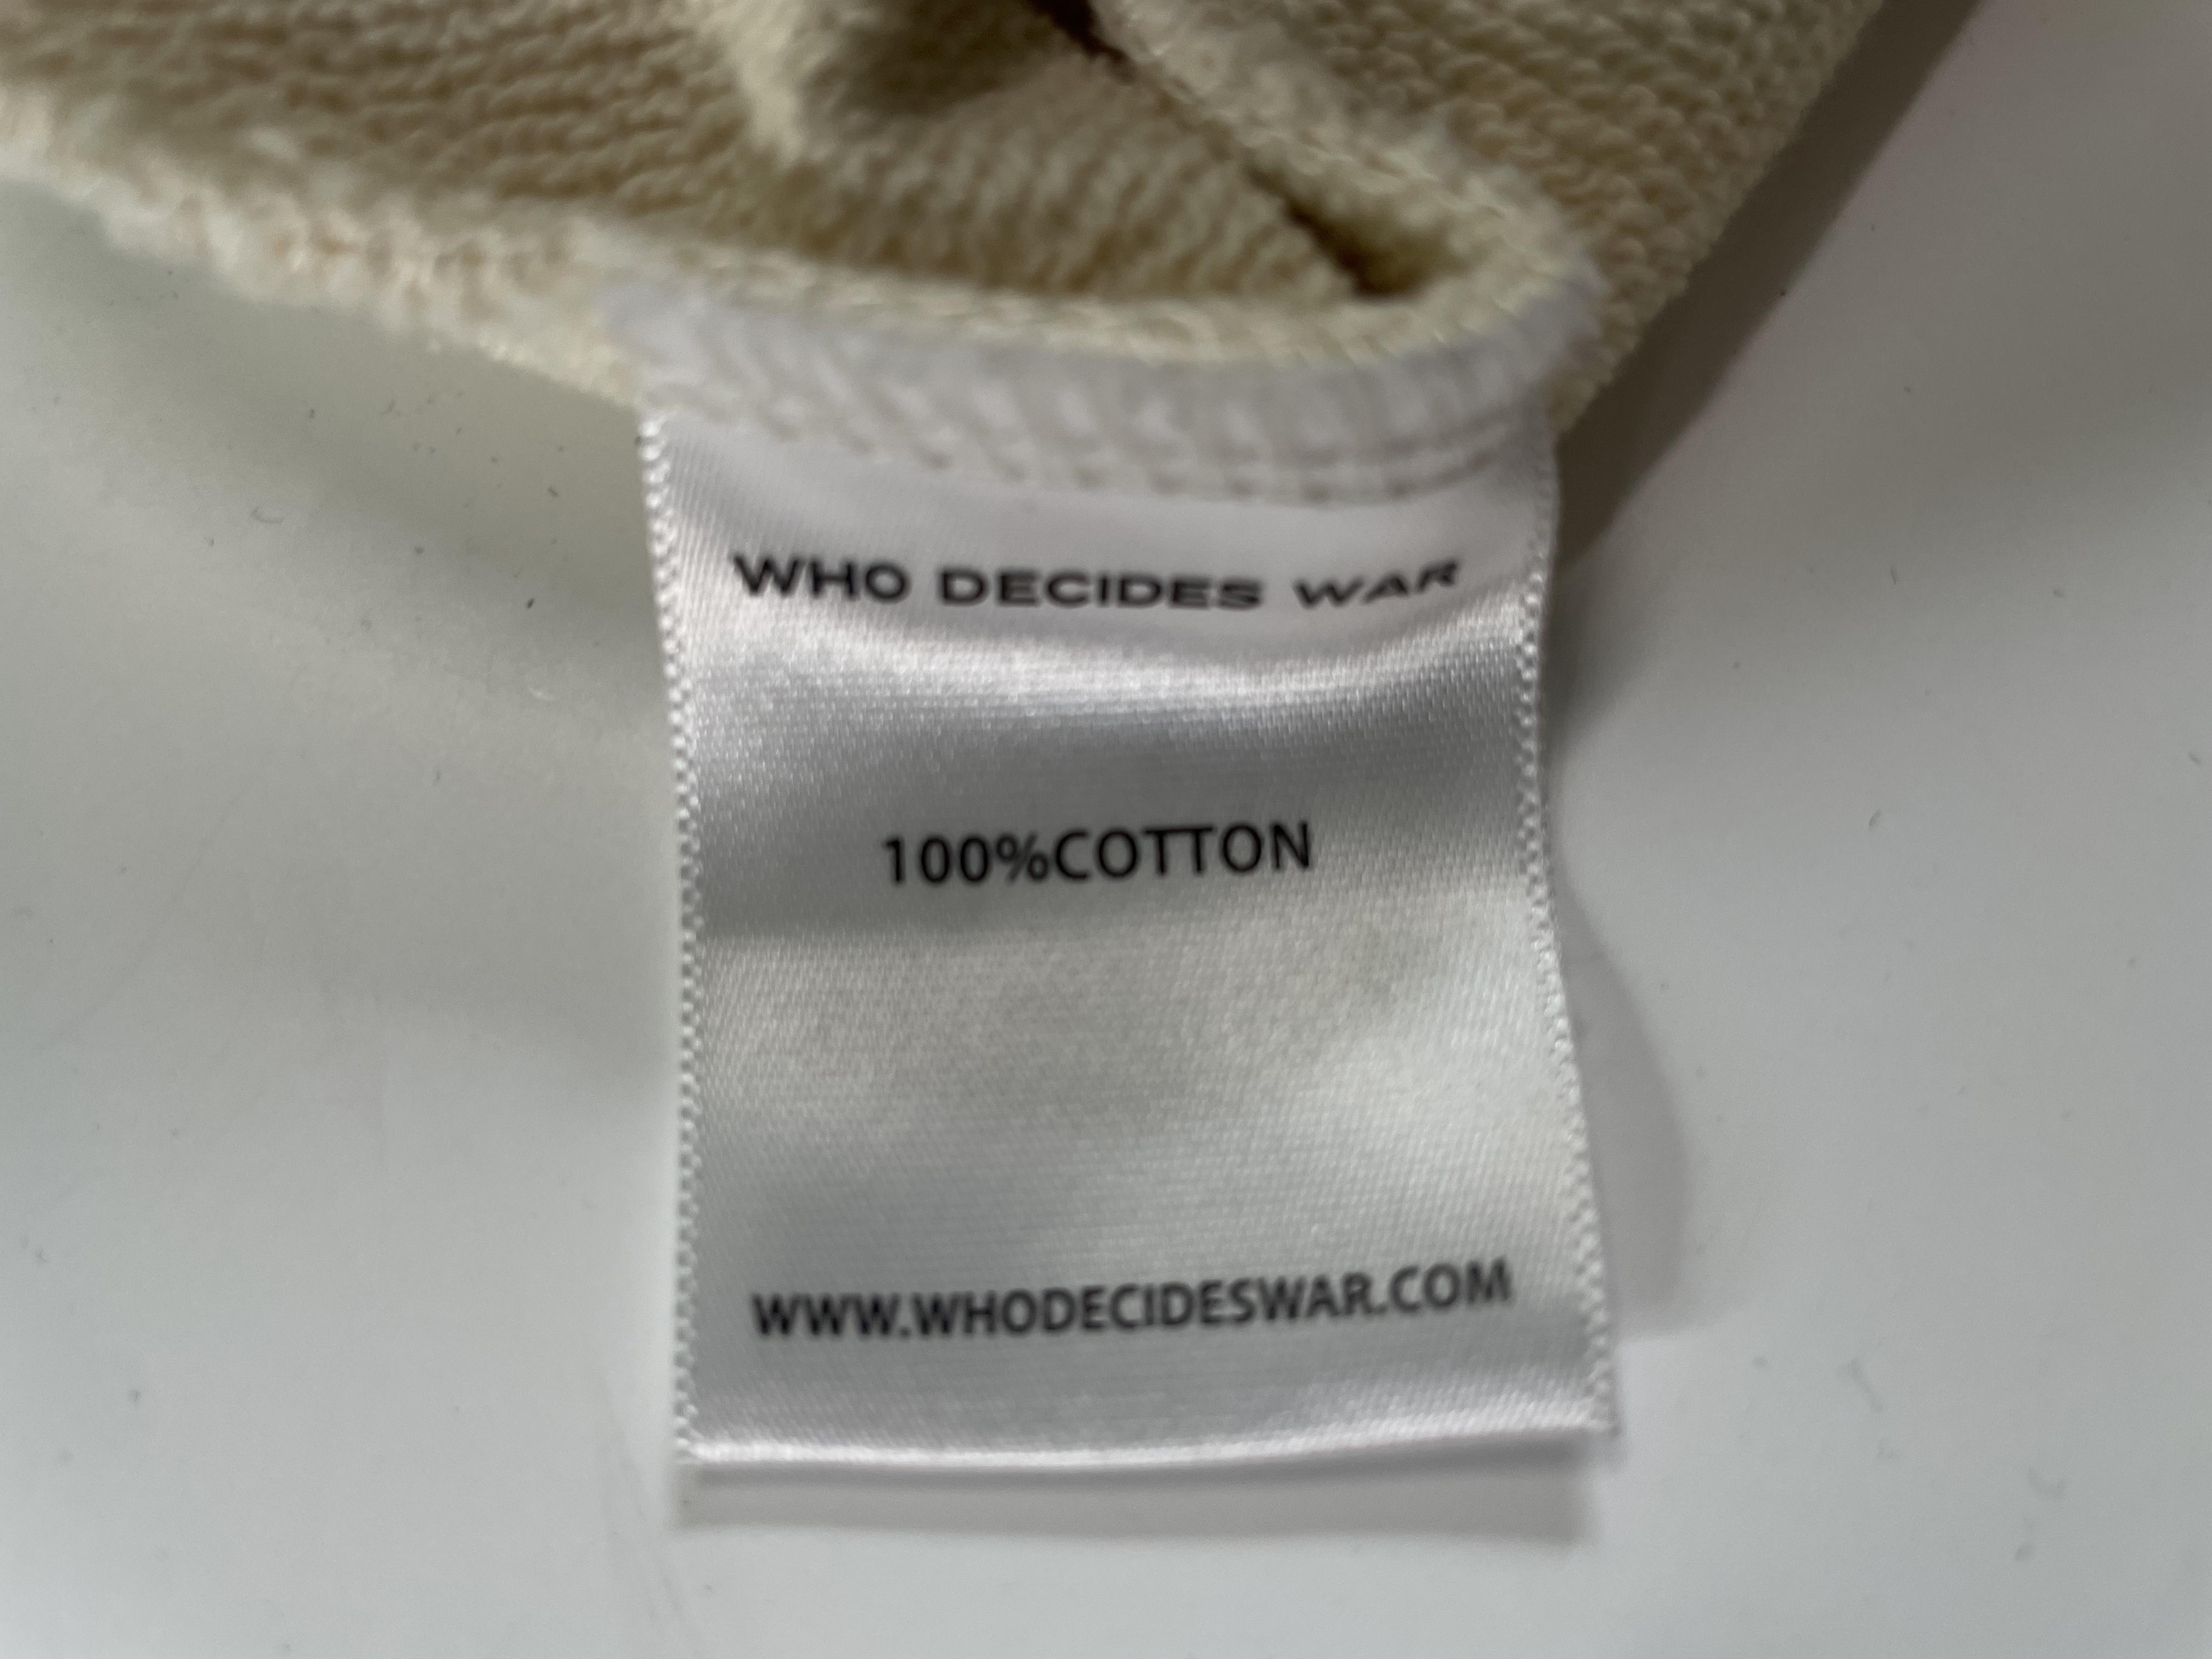 WHO DECIDES WAR
100%COTTON
WWW.WHODECIDESWAR.COM